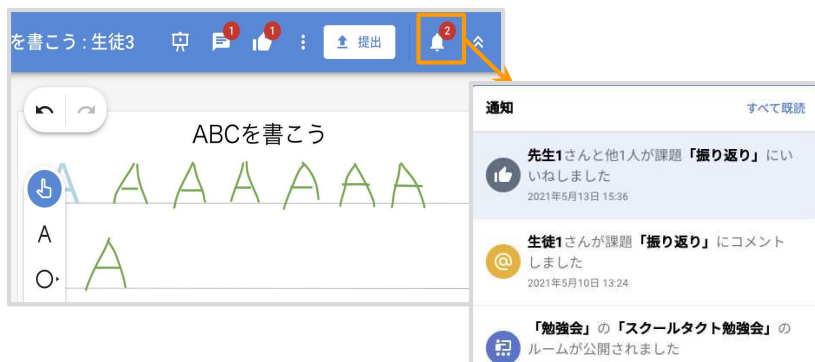 を書こう : 生徒3
1
1
提出
2
ABCを書こう
A A A A A A A A
A
A
通知
すべて既読
先生1さんと他1人が課題「振り返り」にい
いねしました
2021年5月13日 15:36
生徒1さんが課題「振り返り」にコメント
しました
2021年5月10日 13:24
「勉強会」の「スクールタクト勉強会」の
ルームが公開されました